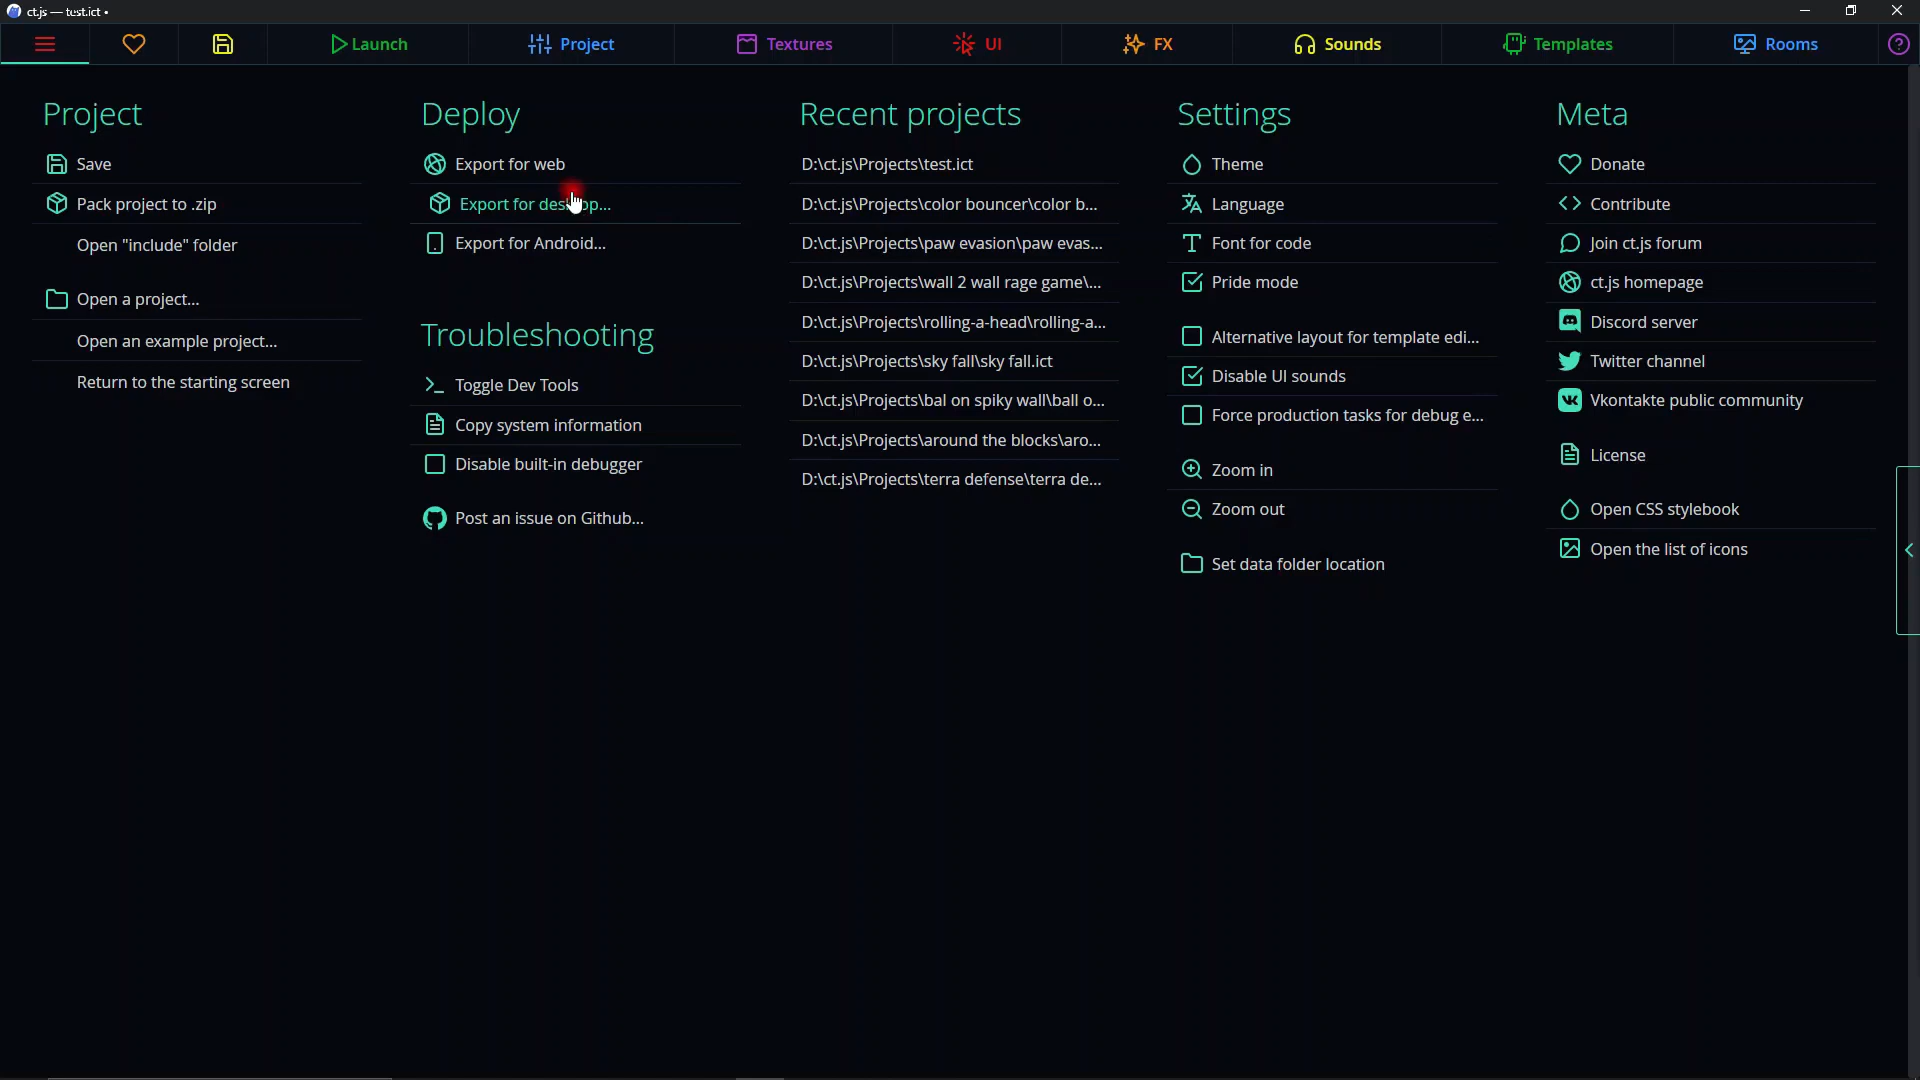 ct.js — test.ict •
Launch
Project
Textures
UI
FX
Sounds
Templates
Rooms
Project
Save
Pack project to .zip
Open "include" folder
Open a project...
Open an example project...
Return to the starting screen
Deploy
Export for web
Export for desktop...
Export for Android...
Troubleshooting
Toggle Dev Tools
Copy system information
Disable built-in debugger
Post an issue on Github...
Recent projects
D:\ct.js\Projects\test.ict
D:\ct.js\Projects\color bouncer\color b...
D:\ct.js\Projects\paw evasion\paw evas...
D:\ct.js\Projects\wall 2 wall rage game\...
D:\ct.js\Projects\rolling-a-head\rolling-a...
D:\ct.js\Projects\sky fall\sky fall.ict
D:\ct.js\Projects\bal on spiky wall\ball o...
D:\ct.js\Projects\around the blocks\aro...
D:\ct.js\Projects\terra defense\terra de...
Settings
Theme
Language
Font for code
Pride mode
Alternative layout for template edi...
Disable UI sounds
Force production tasks for debug e...
Zoom in
Zoom out
Set data folder location
Meta
Donate
Contribute
Join ct.js forum
ct.js homepage
Discord server
Twitter channel
Vkontakte public community
License
Open CSS stylebook
Open the list of icons